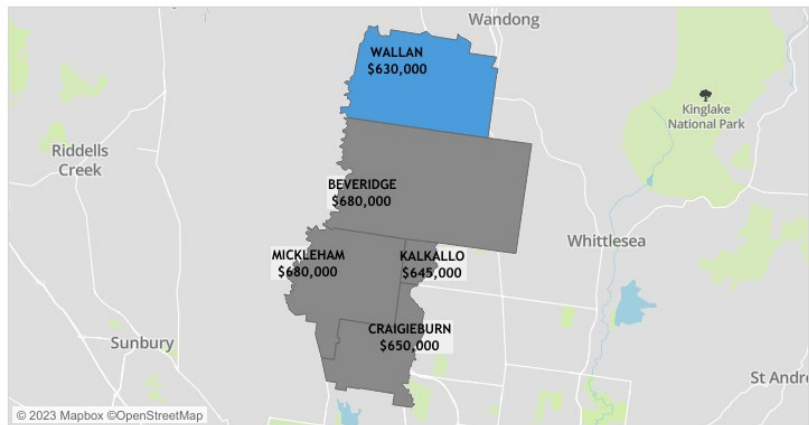 Wandong
WALLAN
$630,000
Kinglake
National Park
Riddells
Creek
BEVERIDGE
$680,000
Whittlesea
MICKLEHAM
$680,000
KALKALLO
$645,000
CRAIGIEBURN
$650,000
Sunbury
St Andre
© 2023 Mapbox ©OpenStreetMap